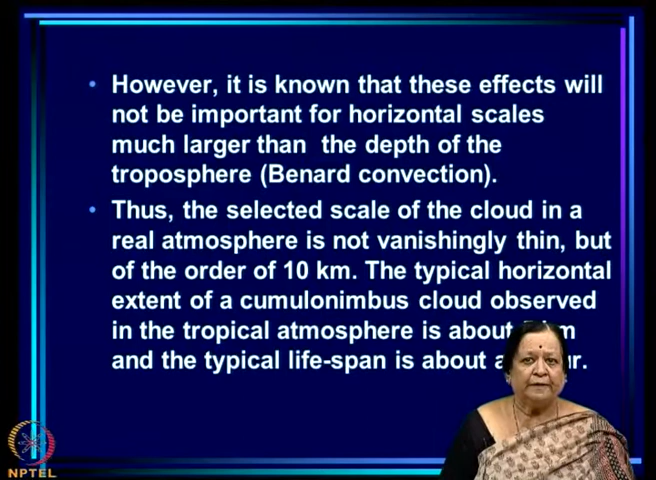 However, it is known that these effects will
not be important for horizontal scales
much larger than the depth of the
troposphere (Benard convection).
Thus, the selected scale of the cloud in a
real atmosphere is not vanishingly thin, but
of the order of 10 km. The typical horizontal
extent of a cumulonimbus cloud observed
in the tropical atmosphere is about
and the typical life-span is about
NPTEL